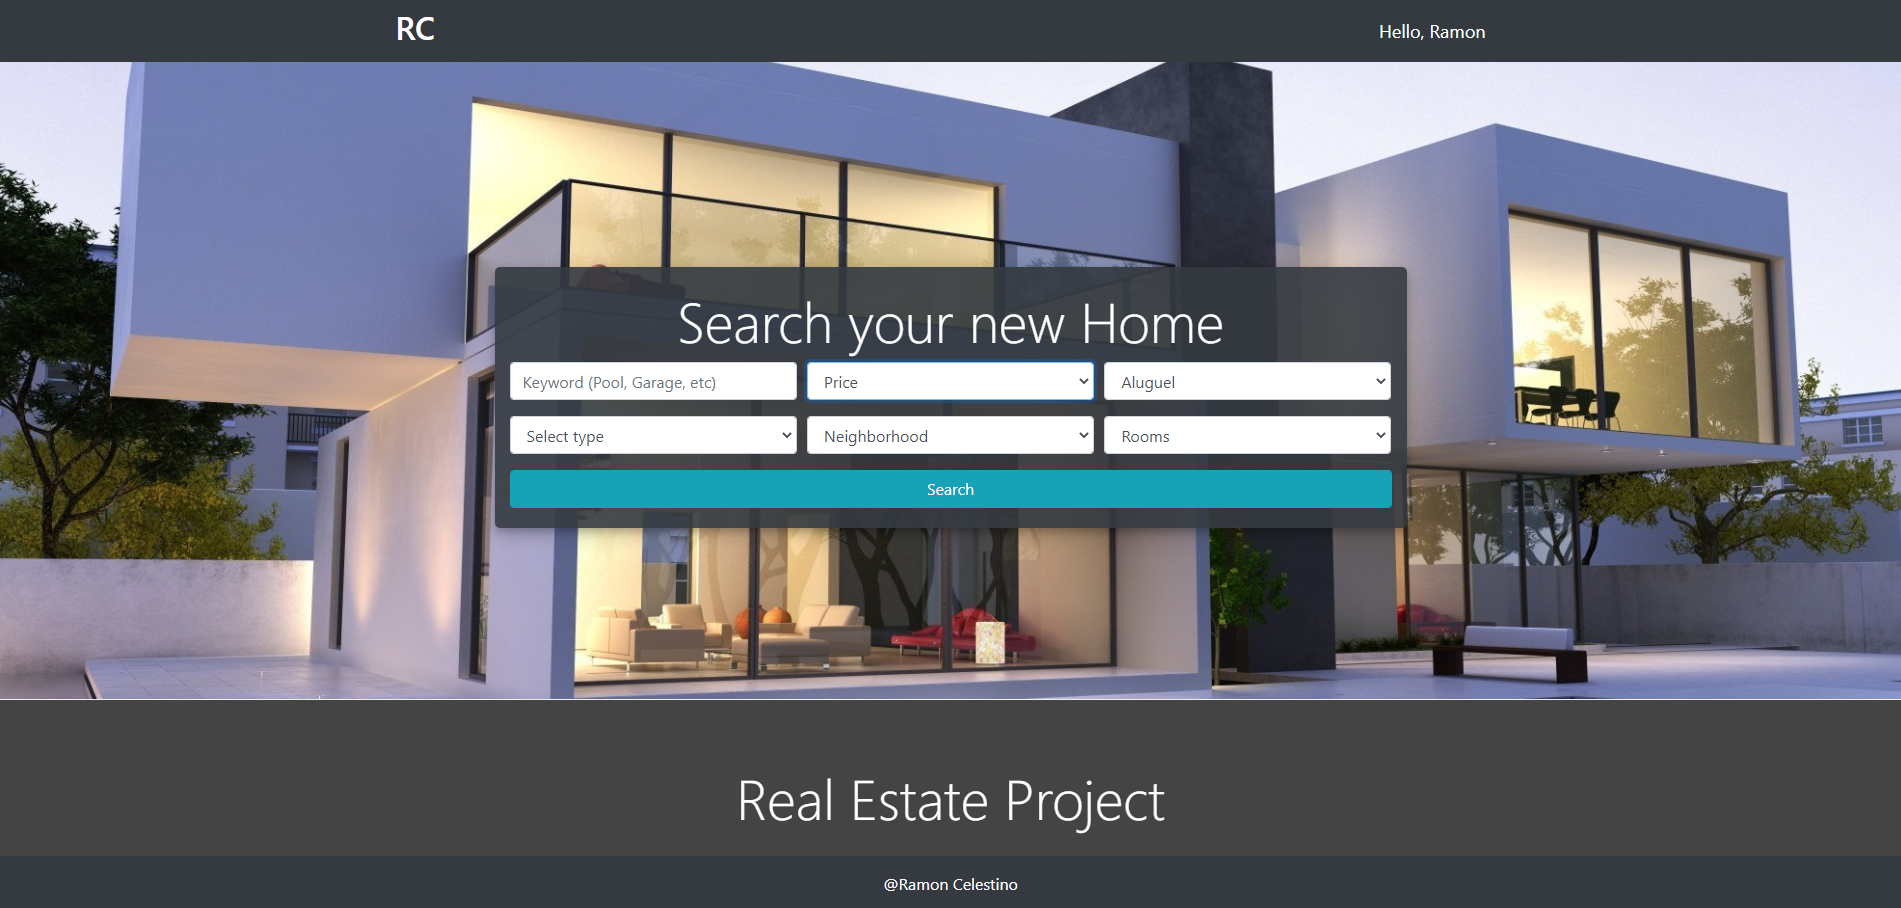 RC
Hello, Ramon
Search your new Home
Keyword (Pool, Garage, etc)
Price
Aluguel
Select type
Neighborhood
Rooms
Search
Real Estate Project
@Ramon Celestino